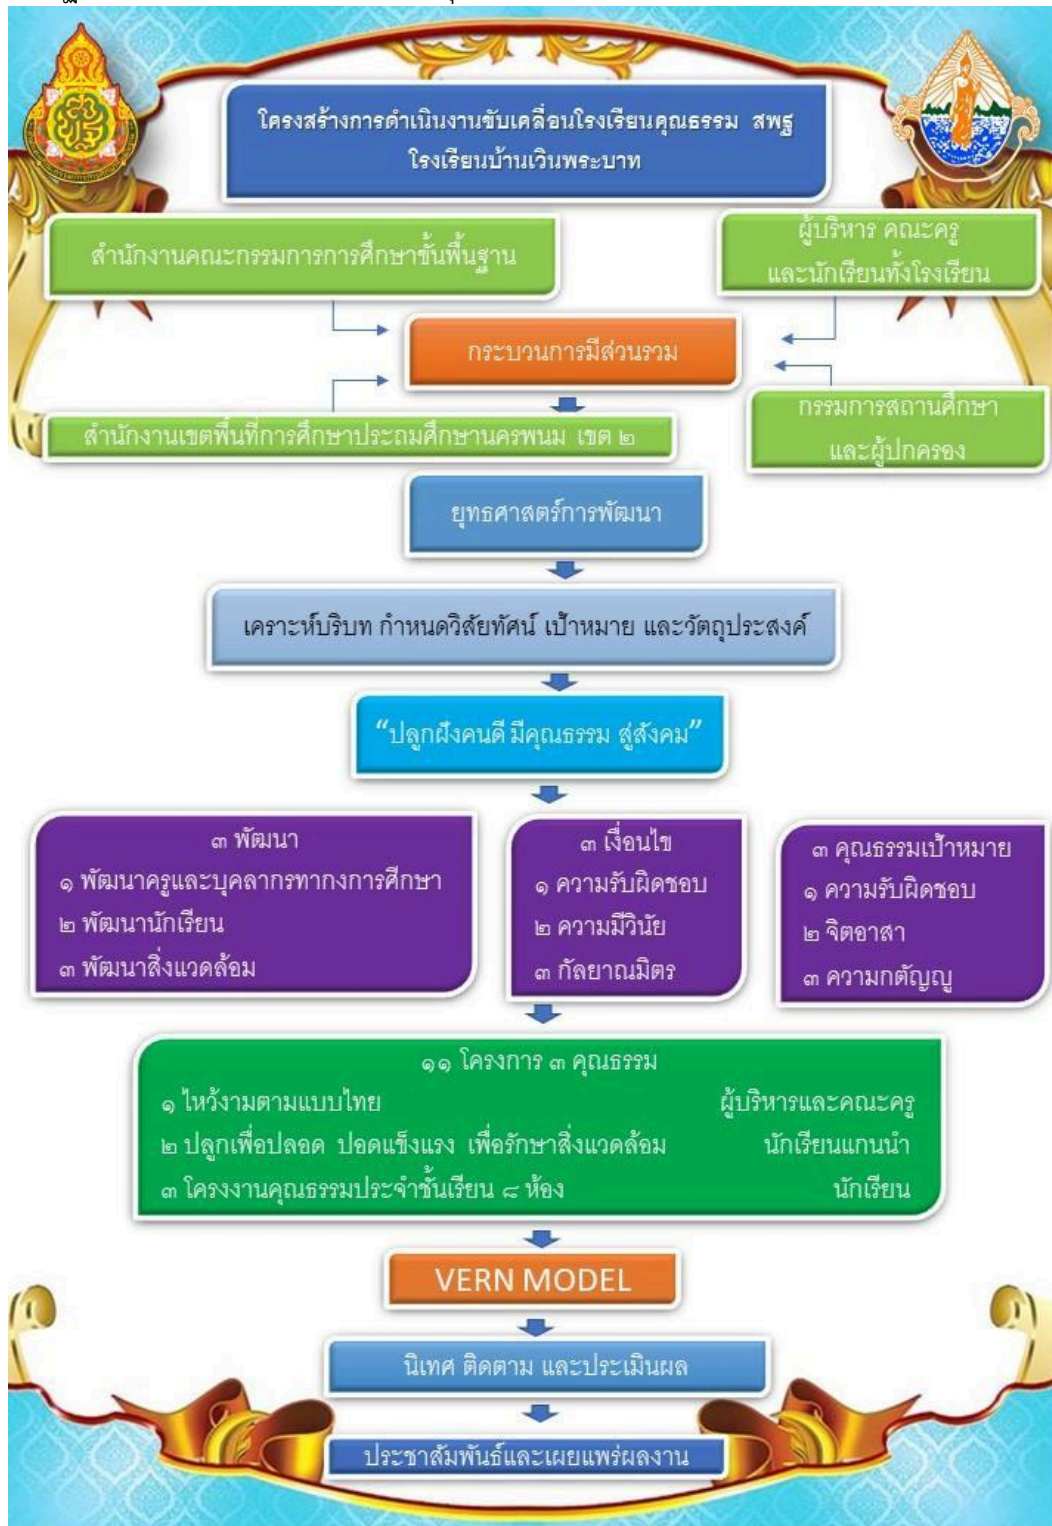 โครงสร้างการดำเนินงานขับเคลื่อนโรงเรียนคุณธรรม สพฐ
โรงเรียนบ้านเวินพระบาท
สำนักงานคณะกรรมการการศึกษาขั้นพื้นฐาน
ผู้บริหาร คณะครู
และนักเรียนทั้งโรงเรียน
กระบวนการมีส่วนรวม
สำนักงานเขตพื้นที่การศึกษาประถมศึกษานครพนม เขต ๒
กรรมการสถานศึกษา
และผู้ปกครอง
ยุทธศาสตร์การพัฒนา
เคราะห์บริบท กำหนดวิสัยทัศน์ เป้าหมาย และวัตถุประสงค์
“ปลูกฝังคนดี มีคุณธรรม สู่สังคม”
๓ พัฒนา
๑ พัฒนาครูและบุคลากรทากงการศึกษา
๒ พัฒนานักเรียน
๓ พัฒนาสิ่งแวดล้อม
๓ เงื่อนไข
๑ ความรับผิดชอบ
๒ ความมีวินัย
๓ กัลยาณมิตร
๓ คุณธรรมเป้าหมาย
๑ ความรับผิดชอบ
๒ จิตอาสา
๓ ความกตัญญู
๑๑ โครงการ ๓ คุณธรรม
๑ ไหว้งามตามแบบไทย ผู้บริหารและคณะครู
๒ ปลูกเพื่อปลอด ปอดแข็งแรง เพื่อรักษาสิ่งแวดล้อม นักเรียนแกนนำ
๓ โครงงานคุณธรรมประจำชั้นเรียน ๘ ห้อง นักเรียน
VERN MODEL
นิเทศ ติดตาม และประเมินผล
ประชาสัมพันธ์และเผยแพร่ผลงาน